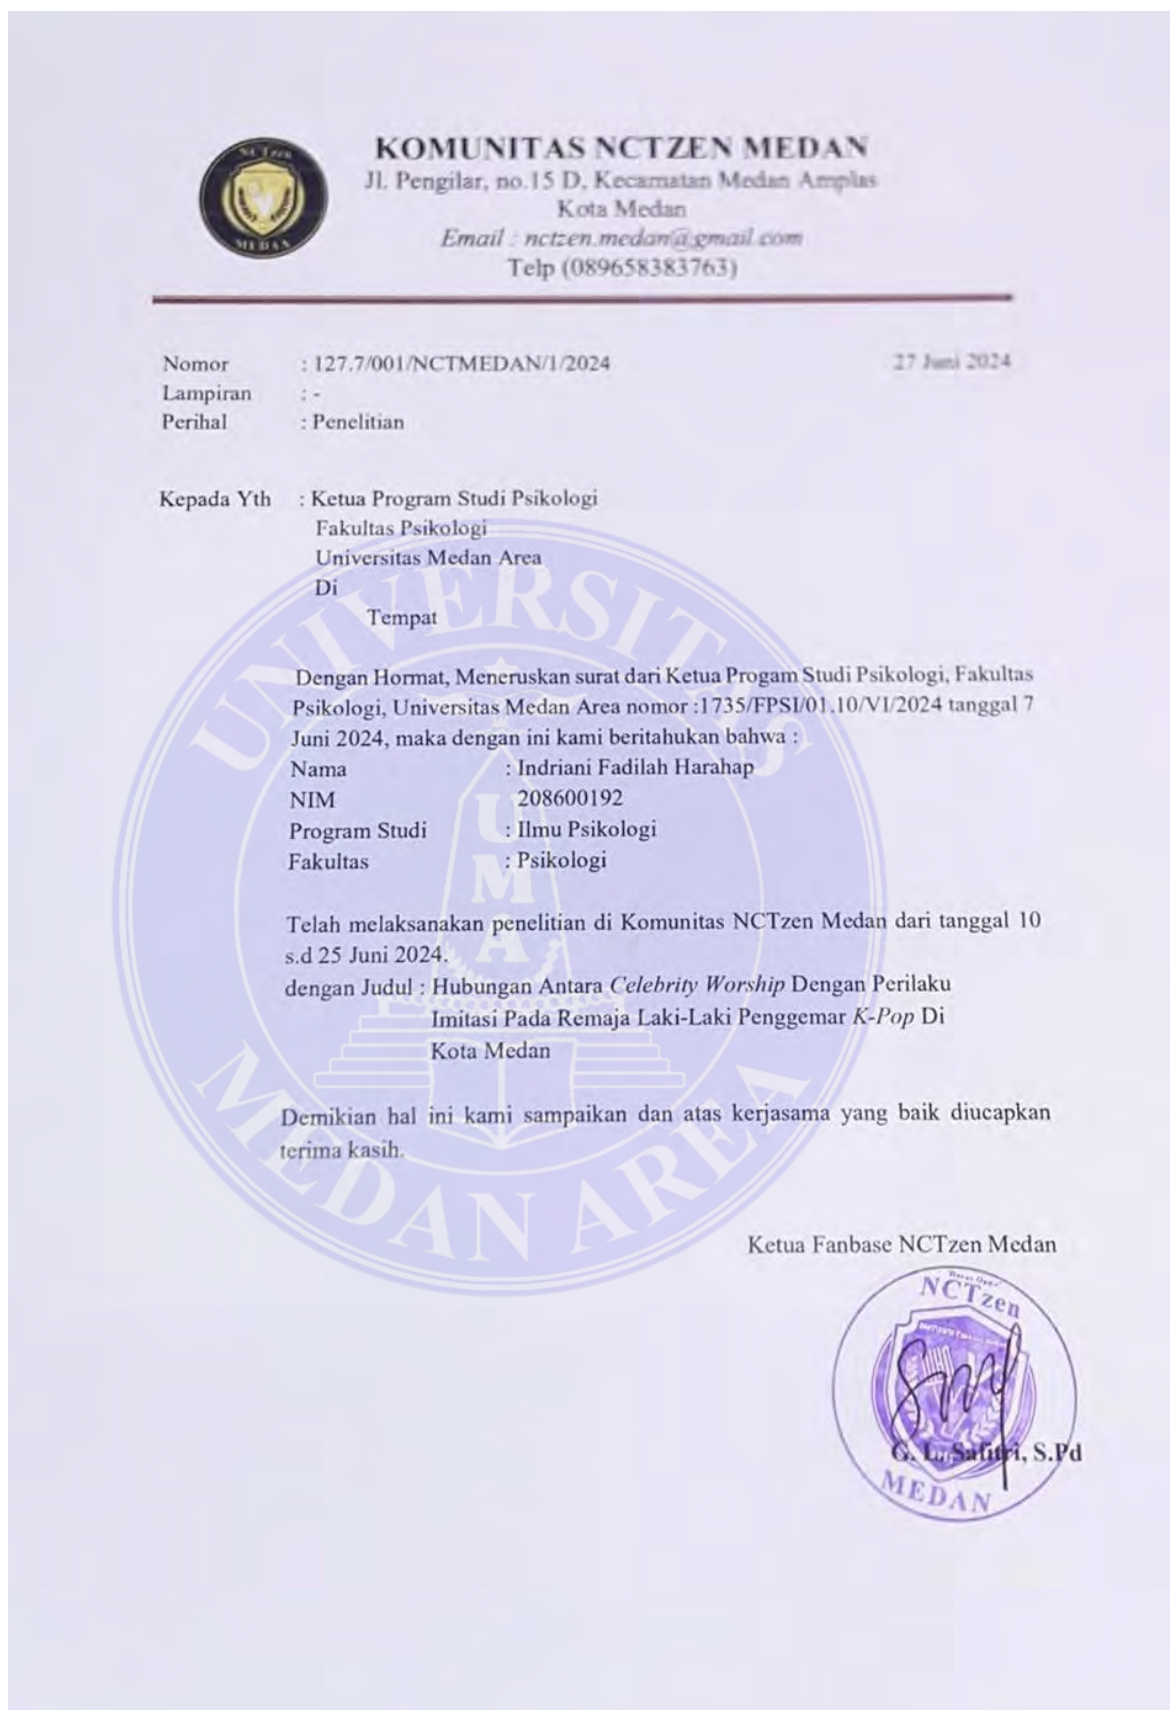 NCTzen
MEDAN
KOMUNITAS NCTZEN MEDAN
Jl. Pengilar, no.15 D, Kecamatan Medan Amplas
Kota Medan
Email : nctzen.medan@gmail.com
Telp (089658383763)
Nomor : 127.7/001/NCTMEDAN/1/2024 27 Juni 2024
Lampiran : -
Perihal : Penelitian
Kepada Yth : Ketua Program Studi Psikologi
Fakultas Psikologi
Universitas Medan Area
Di
Tempat
Dengan Hormat, Meneruskan surat dari Ketua Progam Studi Psikologi, Fakultas
Psikologi, Universitas Medan Area nomor :1735/FPSI/01.10/VI/2024 tanggal 7
Juni 2024, maka dengan ini kami beritahukan bahwa :
Nama : Indriani Fadilah Harahap
NIM 208600192
Program Studi : Ilmu Psikologi
Fakultas : Psikologi
Telah melaksanakan penelitian di Komunitas NCTzen Medan dari tanggal 10
s.d 25 Juni 2024.
dengan Judul : Hubungan Antara Celebrity Worship Dengan Perilaku
Imitasi Pada Remaja Laki-Laki Penggemar K-Pop Di
Kota Medan
Demikian hal ini kami sampaikan dan atas kerjasama yang baik diucapkan
terima kasih.
Ketua Fanbase NCTzen Medan
NCTzen
G. L. Safitri, S.Pd
MEDAN
UNIVERSITAS
UMA
MEDAN AREA